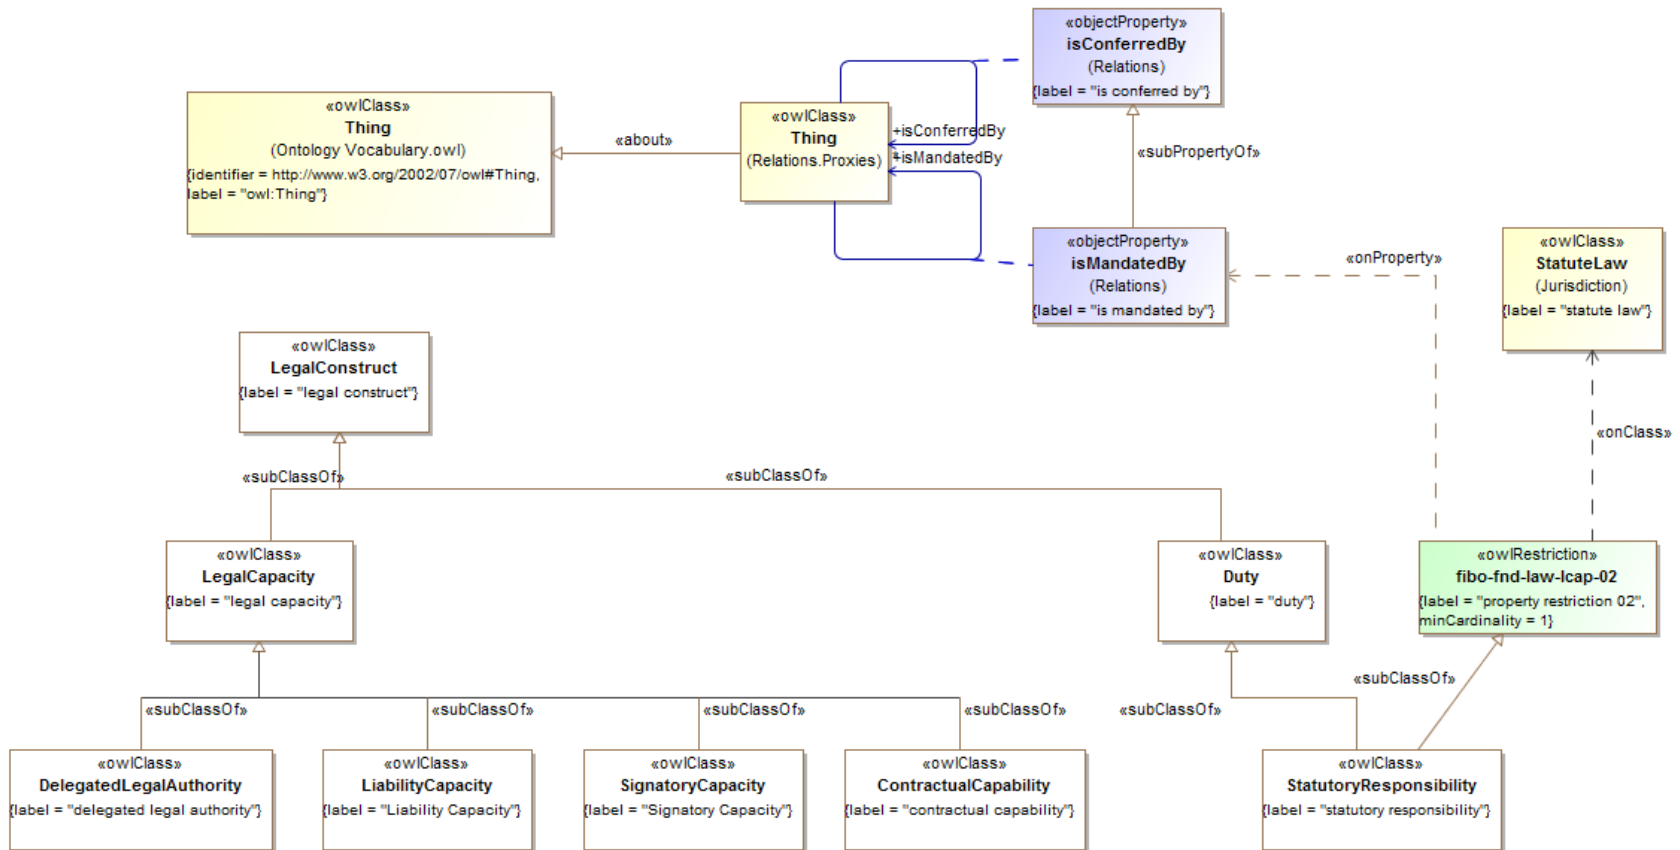 «objectProperty»
isConferredBy
(Relations)
{label = "is conferred by"}
«owlClass»
Thing
(Ontology Vocabulary.owl)
{identifier = http://www.w3.org/2002/07/owl#Thing,
label = "owl:Thing"}
«about»
«owlClass»
Thing
(Relations.Proxies)
+isConferredBy
+isMandatedBy
«subPropertyOf»
«objectProperty»
isMandatedBy
(Relations)
{label = "is mandated by"}
«onProperty»
«owlClass»
StatuteLaw
(Jurisdiction)
{label = "statute law"}
«onClass»
«owlClass»
LegalConstruct
{label = "legal construct"}
«subClassOf»
«subClassOf»
«owlClass»
LegalCapacity
{label = "legal capacity"}
«owlClass»
Duty
{label = "duty"}
«owlRestriction»
fibo-fnd-law-lcap-02
{label = "property restriction 02",
minCardinality = 1}
«subClassOf»
«subClassOf»
«subClassOf»
«subClassOf»
«subClassOf»
«subClassOf»
«owlClass»
DelegatedLegalAuthority
{label = "delegated legal authority"}
«owlClass»
LiabilityCapacity
{label = "Liability Capacity"}
«owlClass»
SignatoryCapacity
{label = "Signatory Capacity"}
«owlClass»
ContractualCapability
{label = "contractual capability"}
«owlClass»
StatutoryResponsibility
{label = "statutory responsibility"}